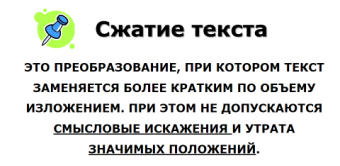 Сжатие текста
ЭТО ПРЕОБРАЗОВАНИЕ, ПРИ КОТОРОМ ТЕКСТ
ЗАМЕНЯЕТСЯ БОЛЕЕ КРАТКИМ ПО ОБЪЕМУ
ИЗЛОЖЕНИЕМ. ПРИ ЭТОМ НЕ ДОПУСКАЮТСЯ
СМЫСЛОВЫЕ ИСКАЖЕНИЯ И УТРАТА
ЗНАЧИМЫХ ПОЛОЖЕНИЙ.